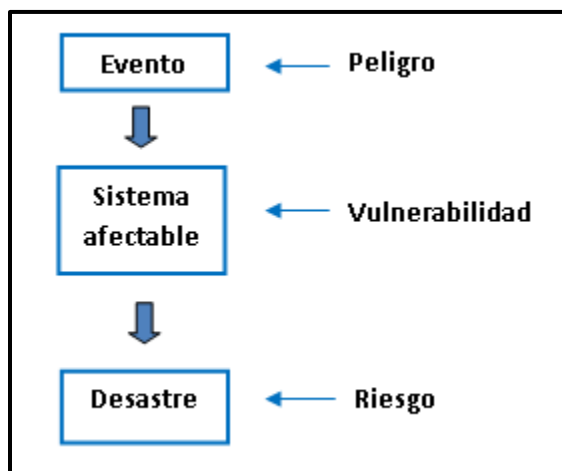 Evento
Peligro
Sistema
afectable
Vulnerabilidad
Desastre
Riesgo